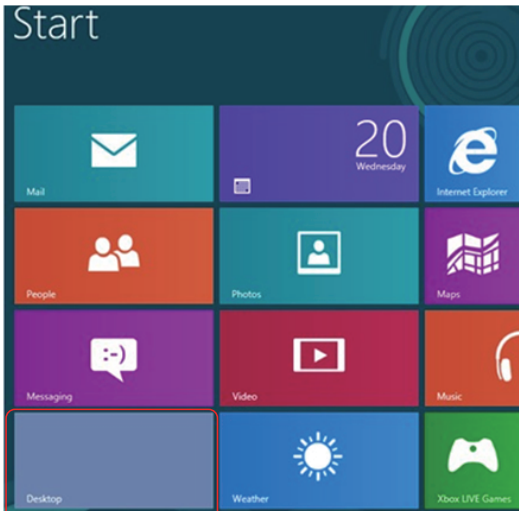 Start
Mail
20
Wednesday
Internet Explorer
People
Photos
Maps
:-)
Messaging
Video
Music
Desktop
Weather
Xbox LIVE Games